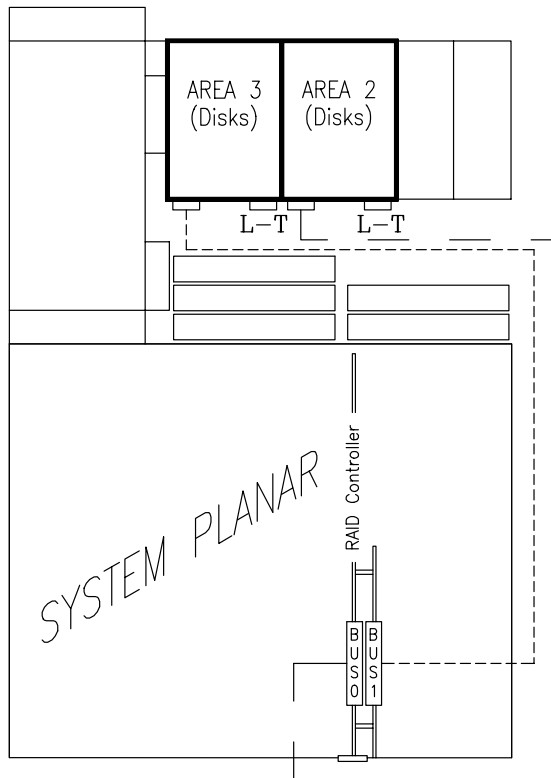 AREA 3
(Disks)
AREA 2
(Disks)
L-T
L-T
RAID Controller
SYSTEM PLANAR
BUS0
BUS1